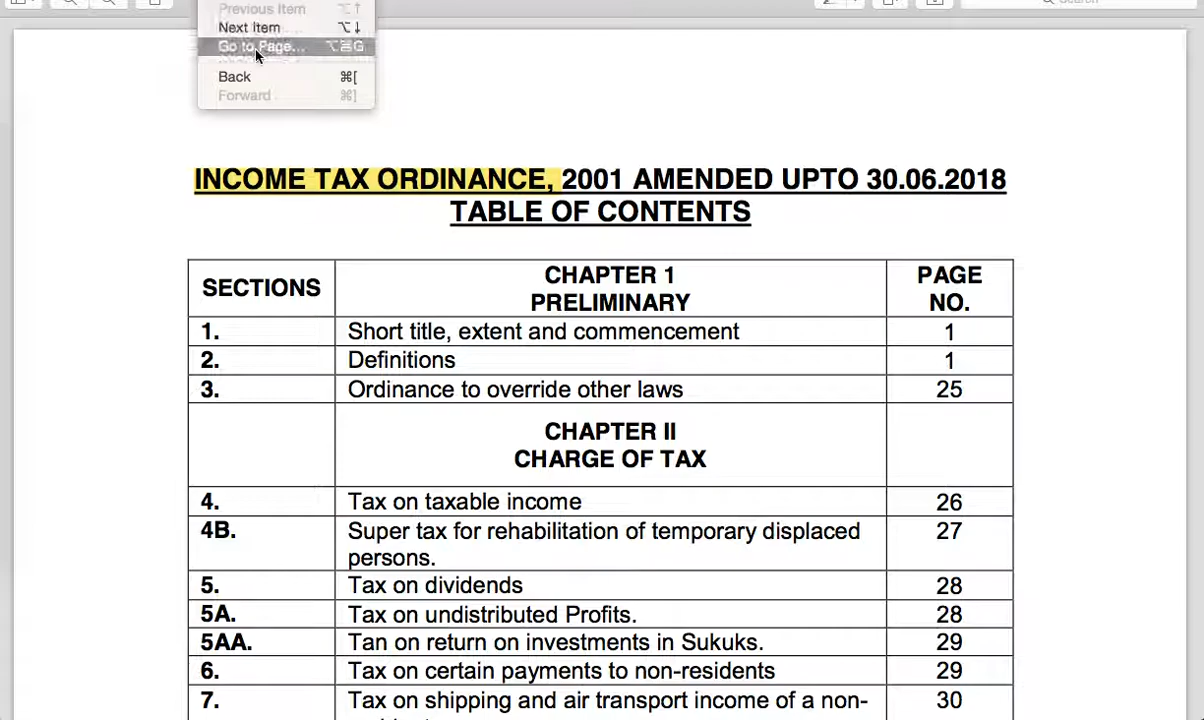 Search
Previous Item ⌥↑
Next Item ⌥↓
Go to Page... ⌥⌘G
Back ⌘[
Forward ⌘]
INCOME TAX ORDINANCE, 2001 AMENDED UPTO 30.06.2018
TABLE OF CONTENTS
SECTIONS CHAPTER 1 PAGE
PRELIMINARY NO.
1. Short title, extent and commencement 1
2. Definitions 1
3. Ordinance to override other laws 25
CHAPTER II
CHARGE OF TAX
4. Tax on taxable income 26
4B. Super tax for rehabilitation of temporary displaced 27
persons.
5. Tax on dividends 28
5A. Tax on undistributed Profits. 28
5AA. Tan on return on investments in Sukuks. 29
6. Tax on certain payments to non-residents 29
7. Tax on shipping and air transport income of a non- 30